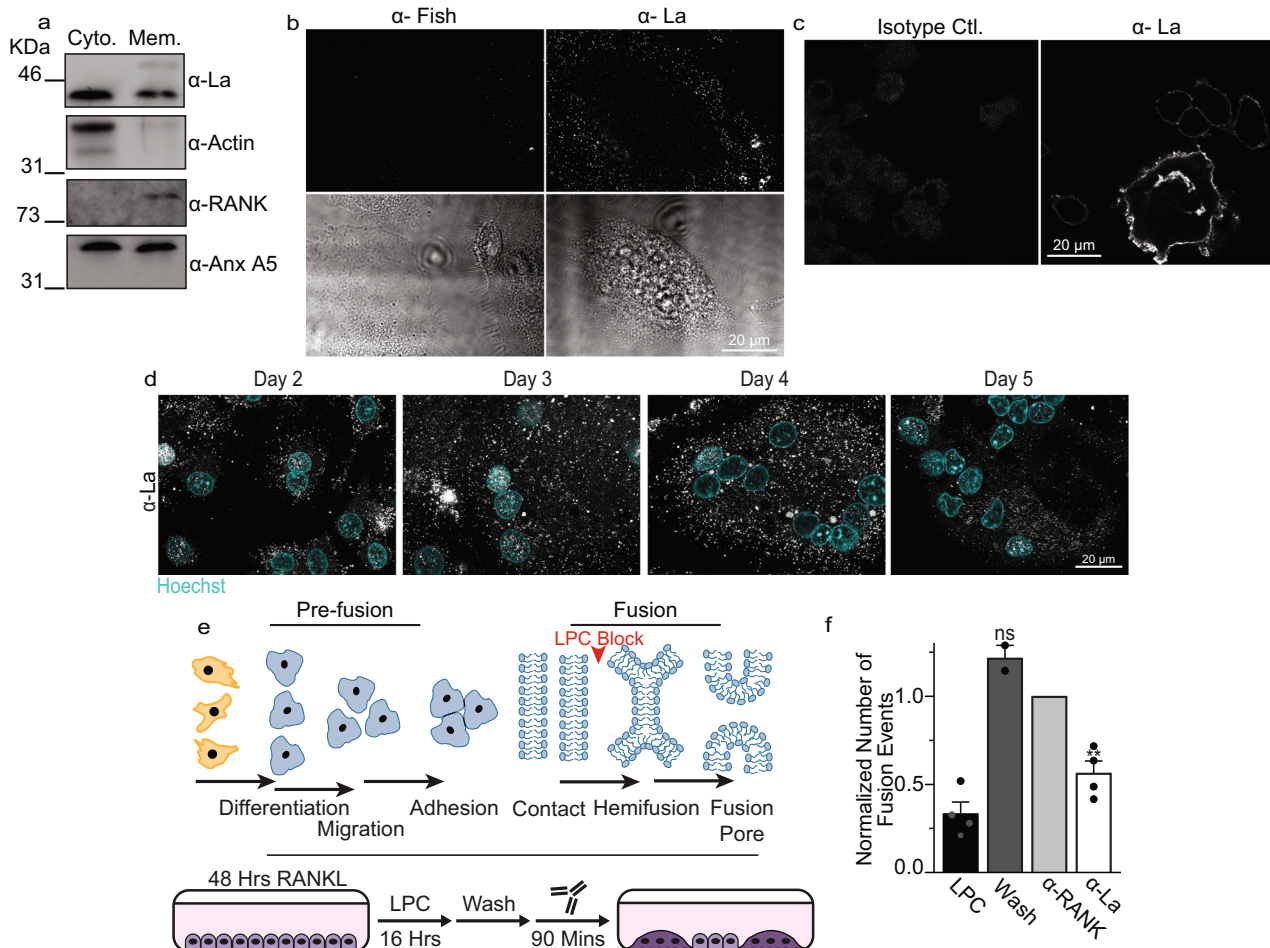 a
KDa
Cyto. Mem.
46
α-La
α-Actin
31
α-RANK
73
α-Anx A5
31
b
α- Fish
α- La
20 µm
c
Isotype Ctl.
α- La
20 µm
d
Day 2
Day 3
Day 4
Day 5
α-La
20 µm
Hoechst
e
Pre-fusion
Fusion
LPC Block
Differentiation
Migration
Adhesion
Contact
Hemifusion
Fusion
Pore
48 Hrs RANKL
LPC
16 Hrs
Wash
90 Mins
f
Normalized Number of
Fusion Events
1.0
0.5
0.0
ns
**
LPC
Wash
α-RANK
α-La